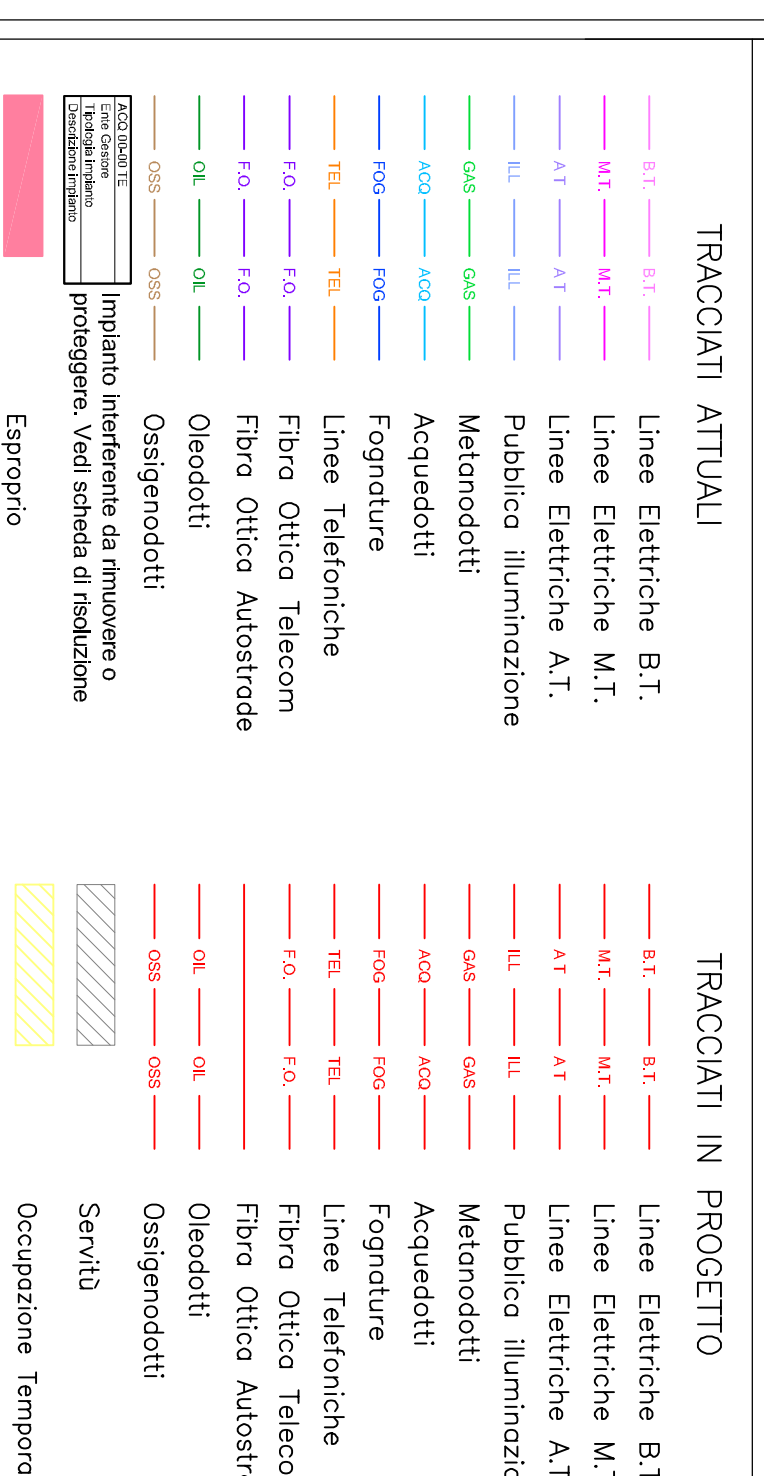 TRACCIATI ATTUALI
B.T. B.T. Linee Elettriche B.T.
M.T. M.T. Linee Elettriche M.T.
A T A T Linee Elettriche A.T.
ILL ILL Pubblica illuminazione
GAS GAS Metanodotti
ACQ ACQ Acquedotti
FOG FOG Fognature
TEL TEL Linee Telefoniche
F.O. F.O. Fibra Ottica Telecom
F.O. F.O. Fibra Ottica Autostrade
OIL OIL Oleodotti
OSS OSS Ossigenodotti
ACQ 00-00 TE
Ente Gestore
Tipologia impianto
Descrizione impianto
Impianto interferente da rimuovere o
proteggere. Vedi scheda di risoluzione
Esproprio
TRACCIATI IN PROGETTO
B.T. B.T. Linee Elettriche B.T
M.T. M.T. Linee Elettriche M.T
A T A T Linee Elettriche A.T
ILL ILL Pubblica illuminazio
GAS GAS Metanodotti
ACQ ACQ Acquedotti
FOG FOG Fognature
TEL TEL Linee Telefoniche
F.O. F.O. Fibra Ottica Teleco
Fibra Ottica Autostra
OIL OIL Oleodotti
OSS OSS Ossigenodotti
Servitù
Occupazione Tempora